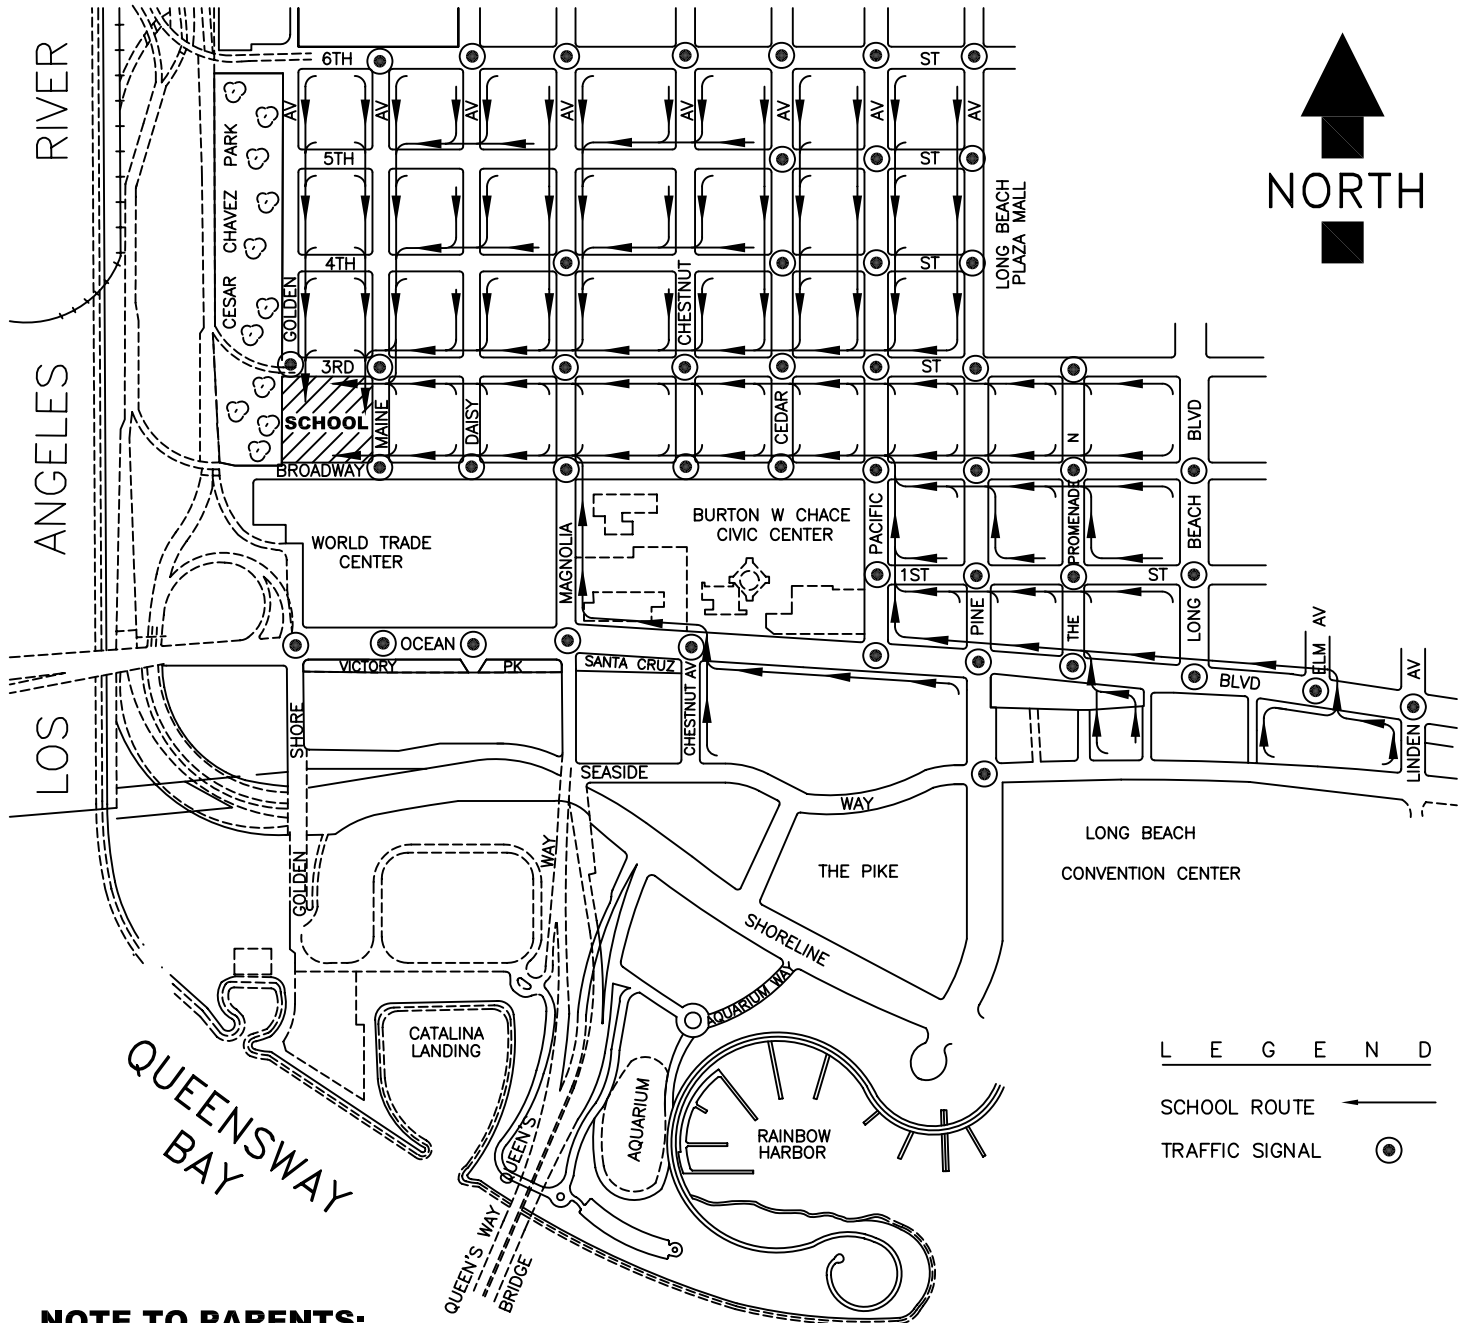 RIVER
ANGELES
LOS
6TH
ST
AV
AV
AV
AV
AV
AV
AV
AV
5TH
ST
4TH
ST
3RD
ST
CESAR CHAVEZ PARK
GOLDEN
CHESTNUT
LONG BEACH
PLAZA MALL
NORTH
SCHOOL
MAINE
DAISY
CEDAR
BROADWAY
WORLD TRADE
CENTER
MAGNOLIA
BURTON W CHACE
CIVIC CENTER
PACIFIC
PINE
THE PROMENADE N
LONG BEACH BLVD
1ST
ST
OCEAN
BLVD
VICTORY PK
SANTA CRUZ
CHESTNUT AV
ELM AV
LINDEN AV
GOLDEN SHORE
SEASIDE
WAY
LONG BEACH
CONVENTION CENTER
THE PIKE
QUEEN'S WAY
SHORELINE
AQUARIUM WAY
CATALINA
LANDING
AQUARIUM
RAINBOW
HARBOR
QUEENSWAY
BAY
QUEEN'S WAY
BRIDGE
LEGEND
SCHOOL ROUTE
TRAFFIC SIGNAL
NOTE TO PARENTS: